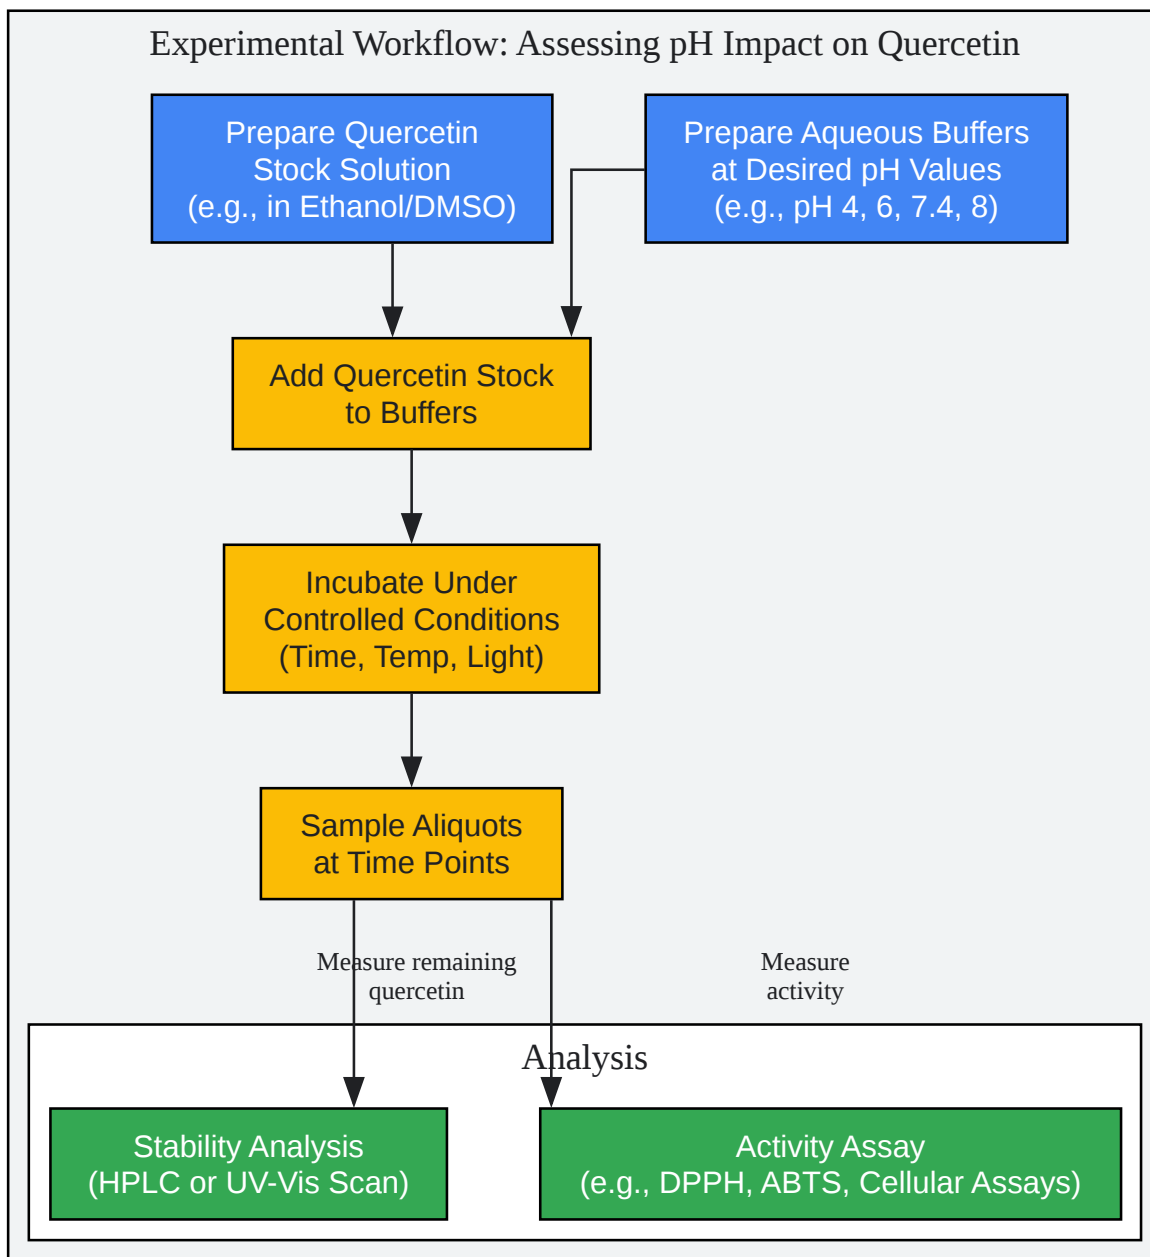 Experimental Workflow: Assessing pH Impact on Quercetin
Prepare Quercetin
Stock Solution
(e.g., in Ethanol/DMSO)
Prepare Aqueous Buffers
at Desired pH Values
(e.g., pH 4, 6, 7.4, 8)
Add Quercetin Stock
to Buffers
Incubate Under
Controlled Conditions
(Time, Temp, Light)
Sample Aliquots
at Time Points
Measure remaining
quercetin
Measure
activity
Analysis
Stability Analysis
(HPLC or UV-Vis Scan)
Activity Assay
(e.g., DPPH, ABTS, Cellular Assays)